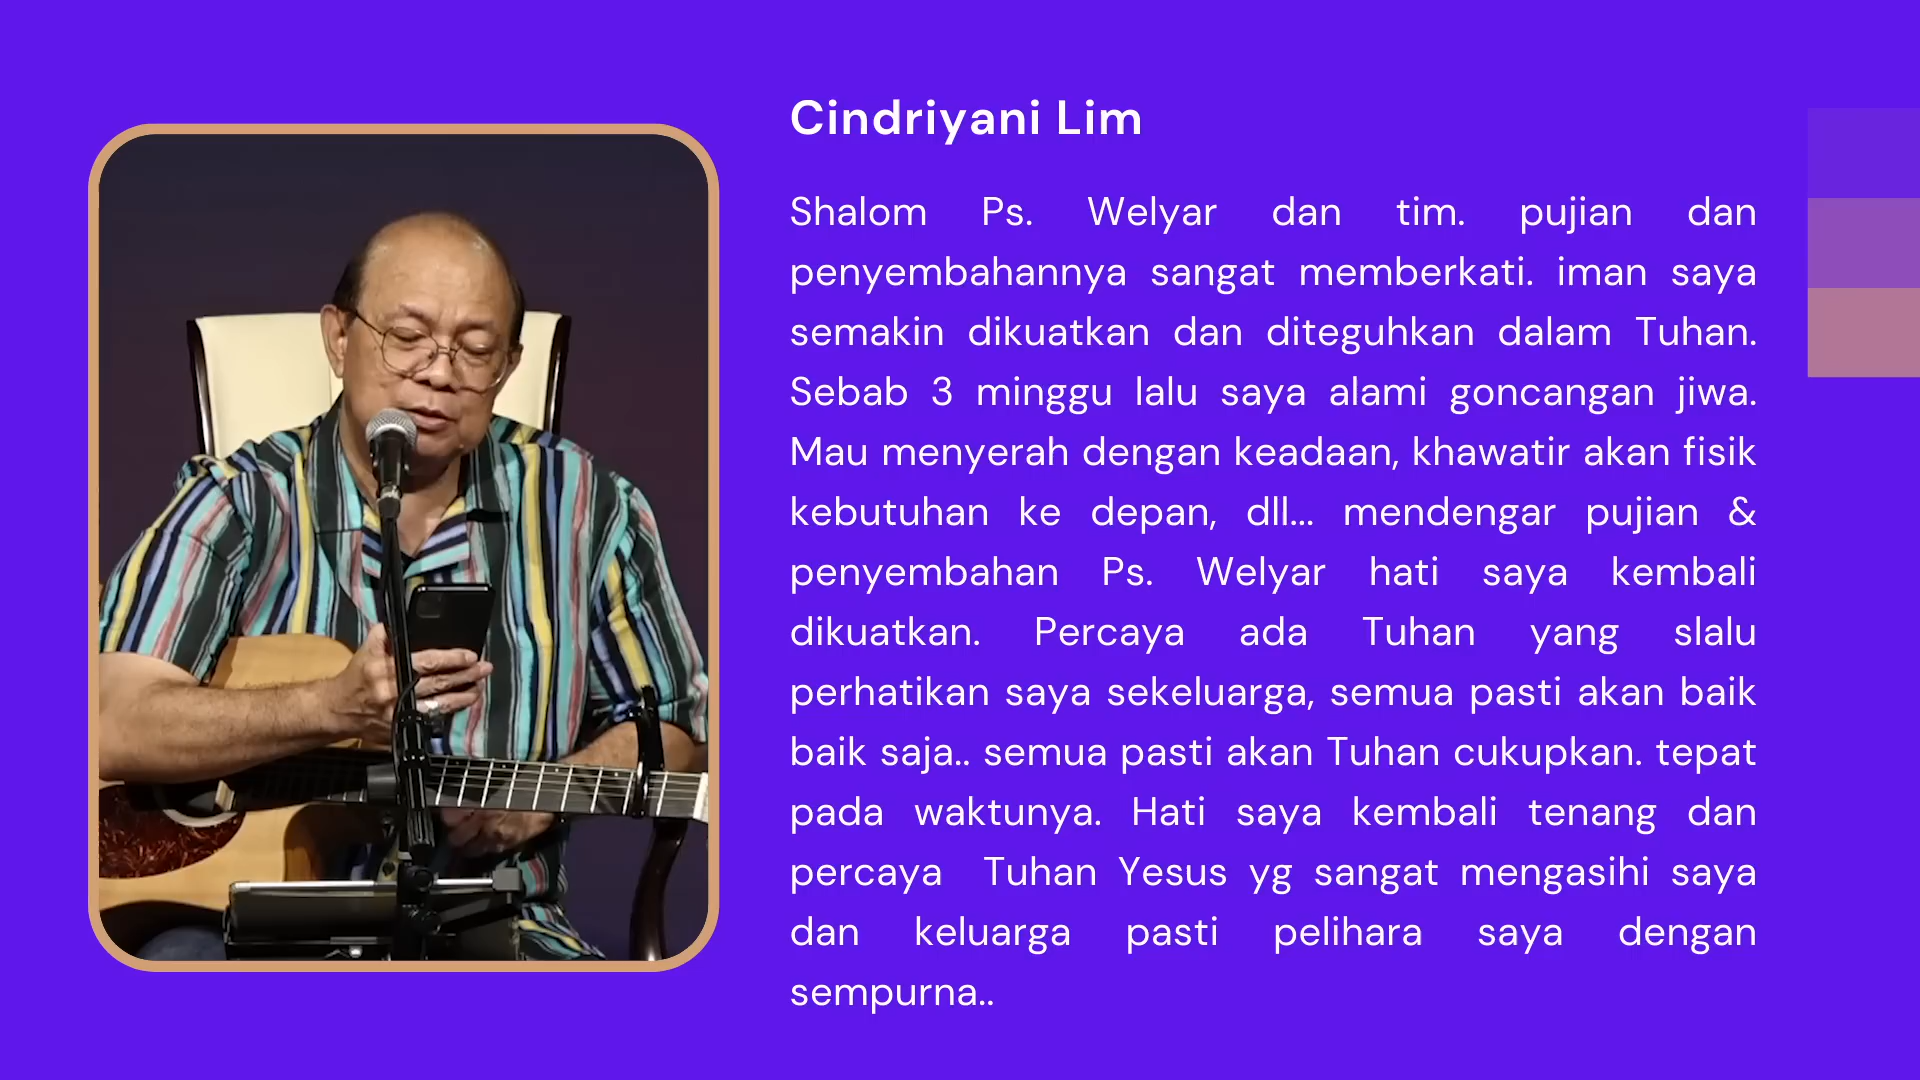 Cindriyani Lim
Shalom Ps. Welyar dan tim. pujian dan
penyembahannya sangat memberkati. iman saya
semakin dikuatkan dan diteguhkan dalam Tuhan.
Sebab 3 minggu lalu saya alami goncangan jiwa.
Mau menyerah dengan keadaan, khawatir akan fisik
kebutuhan ke depan, dll... mendengar pujian &
penyembahan Ps. Welyar hati saya kembali
dikuatkan. Percaya ada Tuhan yang slalu
perhatikan saya sekeluarga, semua pasti akan baik
baik saja.. semua pasti akan Tuhan cukupkan. tepat
pada waktunya. Hati saya kembali tenang dan
percaya  Tuhan Yesus yg sangat mengasihi saya
dan keluarga pasti pelihara saya dengan
sempurna..